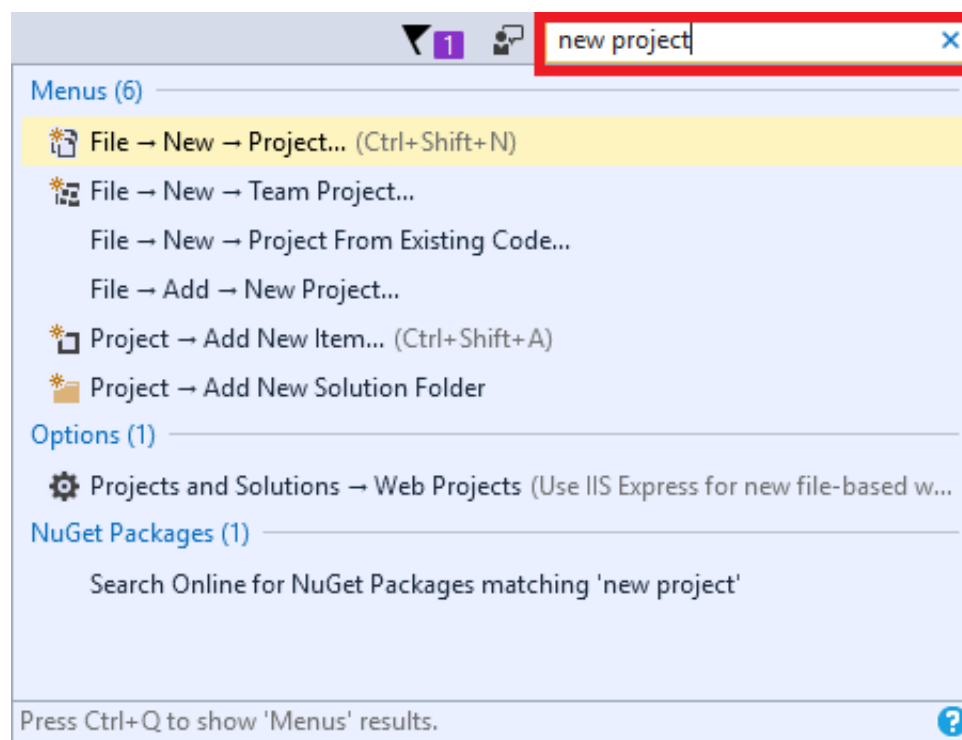 1
new project
Menus (6)
File → New → Project... (Ctrl+Shift+N)
File → New → Team Project...
File → New → Project From Existing Code...
File → Add → New Project...
Project → Add New Item... (Ctrl+Shift+A)
Project → Add New Solution Folder
Options (1)
Projects and Solutions → Web Projects (Use IIS Express for new file-based w...
NuGet Packages (1)
Search Online for NuGet Packages matching 'new project'
Press Ctrl+Q to show 'Menus' results.
?